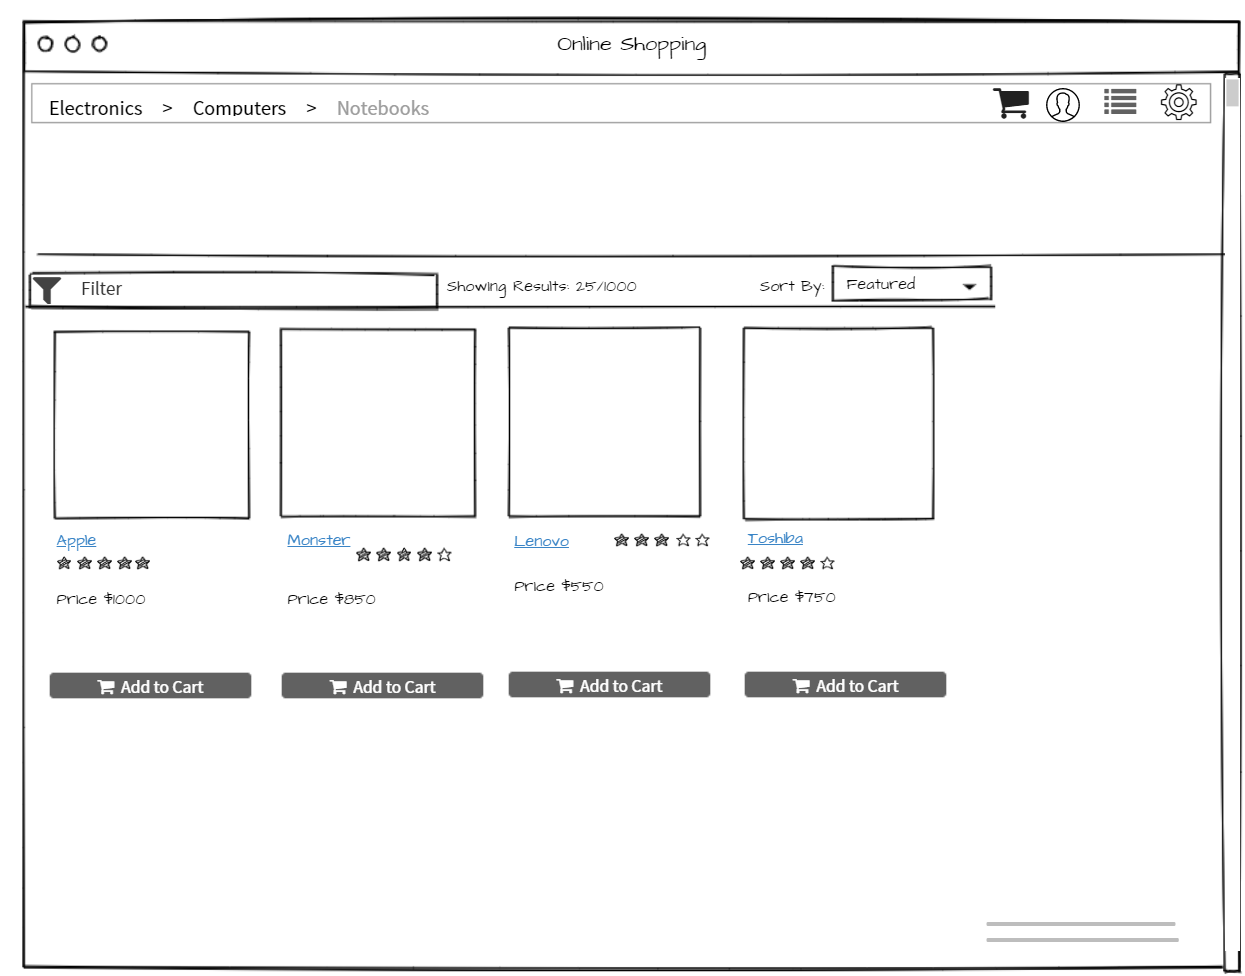 Online Shopping
Electronics > Computers > Notebooks
Filter
Showing Results: 25/1000
Sort By: Featured
Apple
Monster
Lenovo
Toshiba
Price $1000
Price $850
Price $550
Price $750
Add to Cart
Add to Cart
Add to Cart
Add to Cart